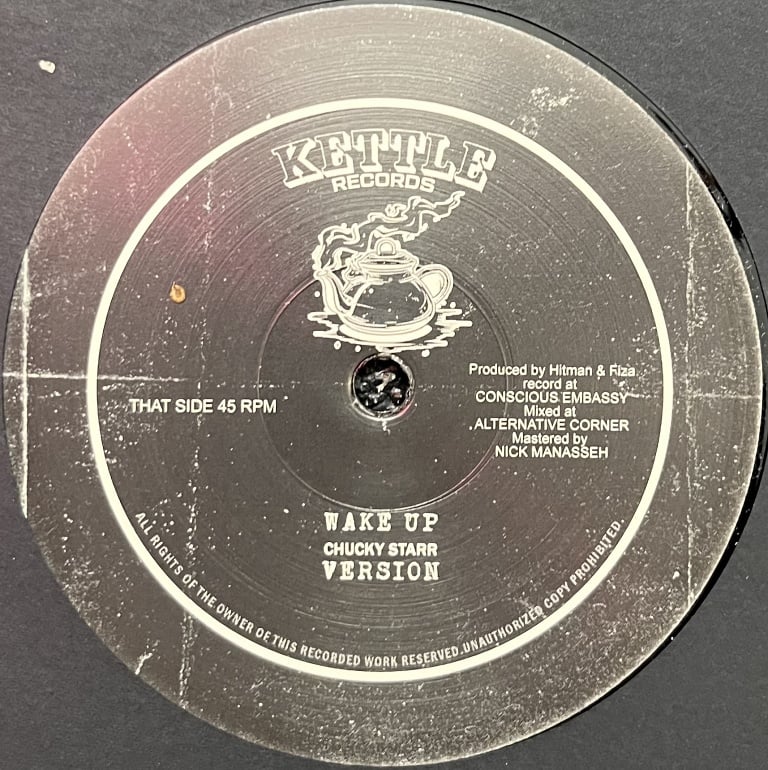 KETTLE
RECORDS
THAT SIDE 45 RPM
Produced by Hitman & Fiza
record at
CONSCIOUS EMBASSY
Mixed at
ALTERNATIVE CORNER
Mastered by
NICK MANASSEH
WAKE UP
CHUCKY STARR
VERSION
ALL RIGHTS OF THE OWNER OF THIS RECORDED WORK RESERVED.UNAUTHORIZED COPY PROHIBITED.